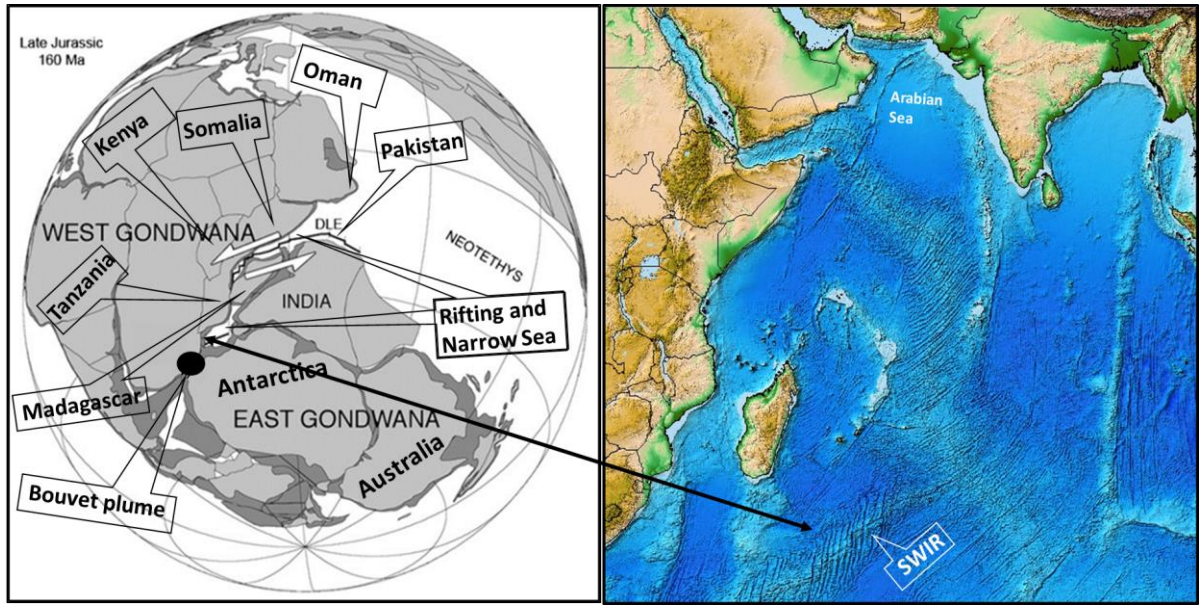 Late Jurassic
160 Ma
Oman
Kenya
Somalia
Pakistan
WEST GONDWANA
DLE
NEOTETHYS
Tanzania
INDIA
Rifting and
Narrow Sea
Madagascar
Antarctica
EAST GONDWANA
Australia
Bouvet plume
Arabian
Sea
SWIR